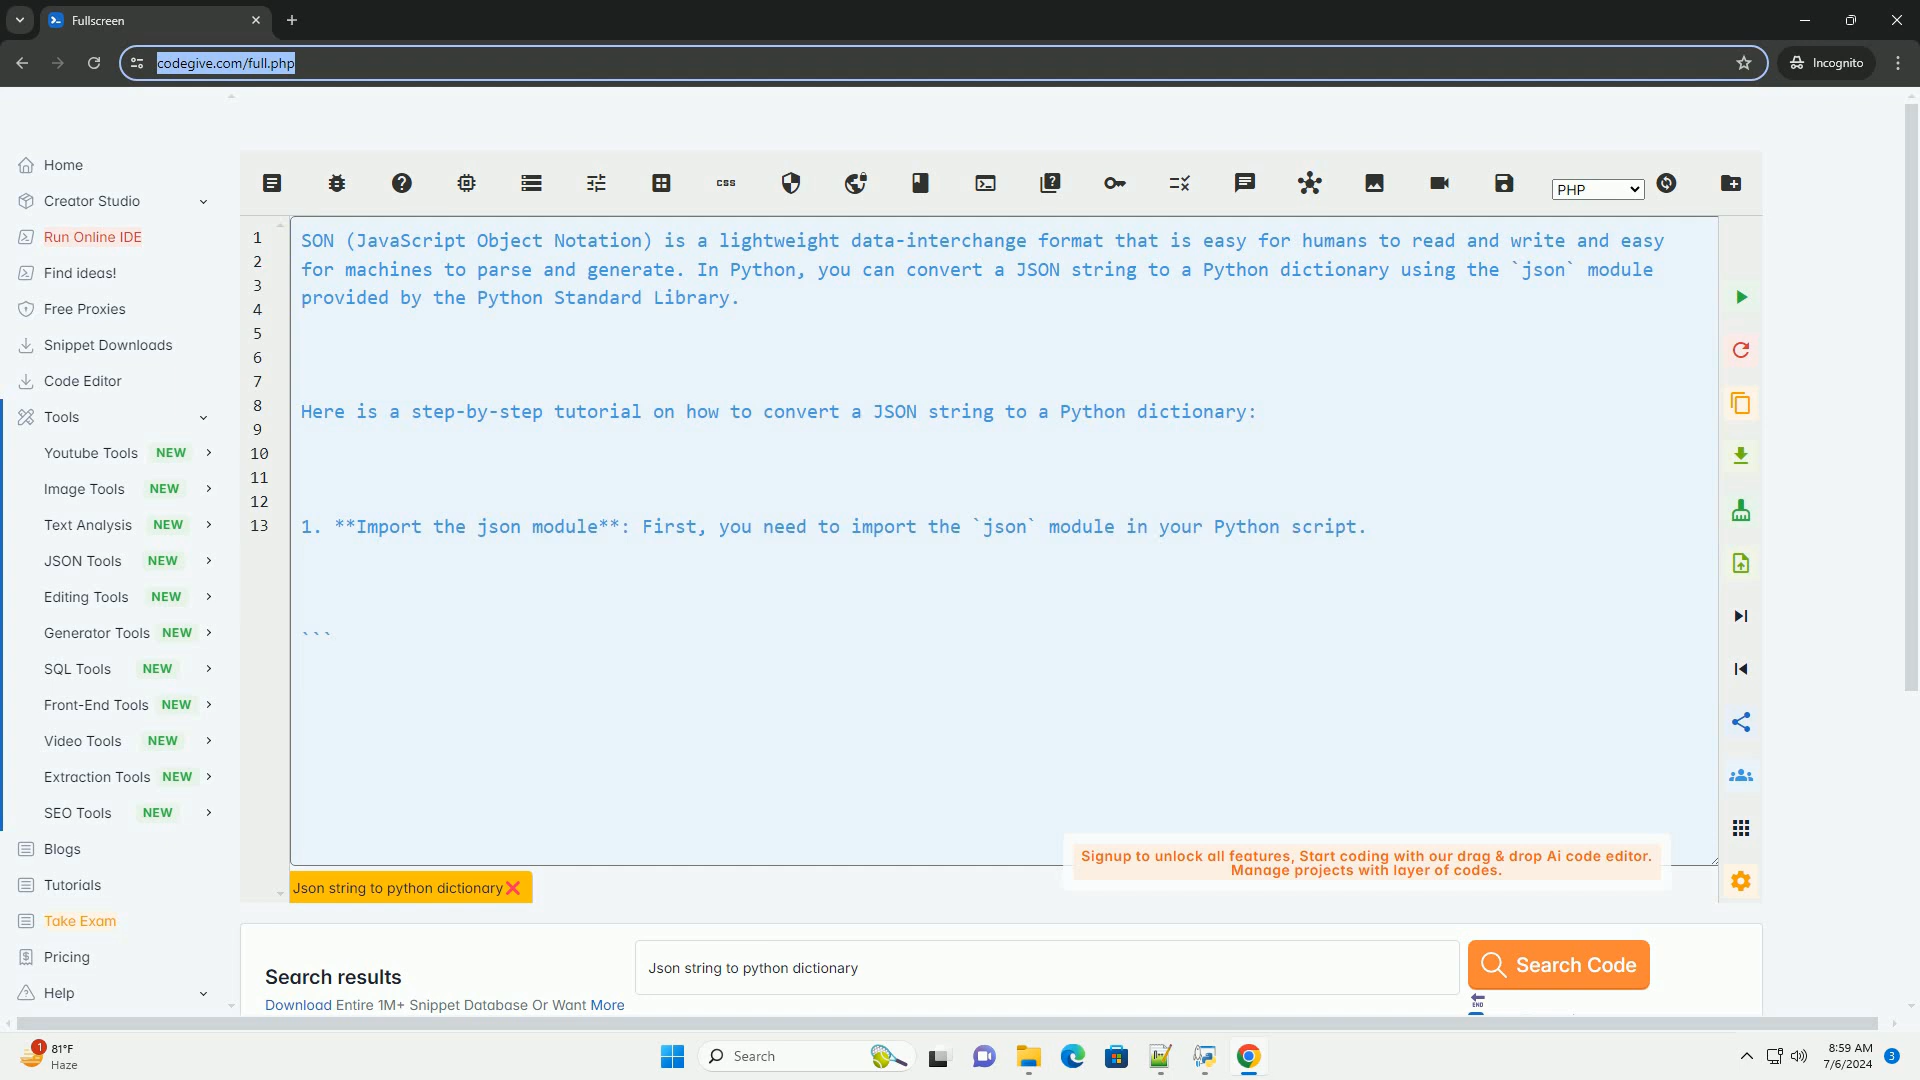 Fullscreen
codegive.com/full.php
Incognito
Home
Creator Studio
Run Online IDE
Find ideas!
Free Proxies
Snippet Downloads
Code Editor
Tools
Youtube Tools NEW
Image Tools NEW
Text Analysis NEW
JSON Tools NEW
Editing Tools NEW
Generator Tools NEW
SQL Tools NEW
Front-End Tools NEW
Video Tools NEW
Extraction Tools NEW
SEO Tools NEW
Blogs
Tutorials
Take Exam
Pricing
Help
css
PHP
1
2
3
4
5
6
7
8
9
10
11
12
13
SON (JavaScript Object Notation) is a lightweight data-interchange format that is easy for humans to read and write and easy
for machines to parse and generate. In Python, you can convert a JSON string to a Python dictionary using the `json` module
provided by the Python Standard Library.
Here is a step-by-step tutorial on how to convert a JSON string to a Python dictionary:
1. **Import the json module**: First, you need to import the `json` module in your Python script.
```
Signup to unlock all features, Start coding with our drag & drop Ai code editor.
Manage projects with layer of codes.
Json string to python dictionary
Search results
Download Entire 1M+ Snippet Database Or Want More
Json string to python dictionary
Search Code
END
1
81°F
Haze
Search
8:59 AM
7/6/2024
3